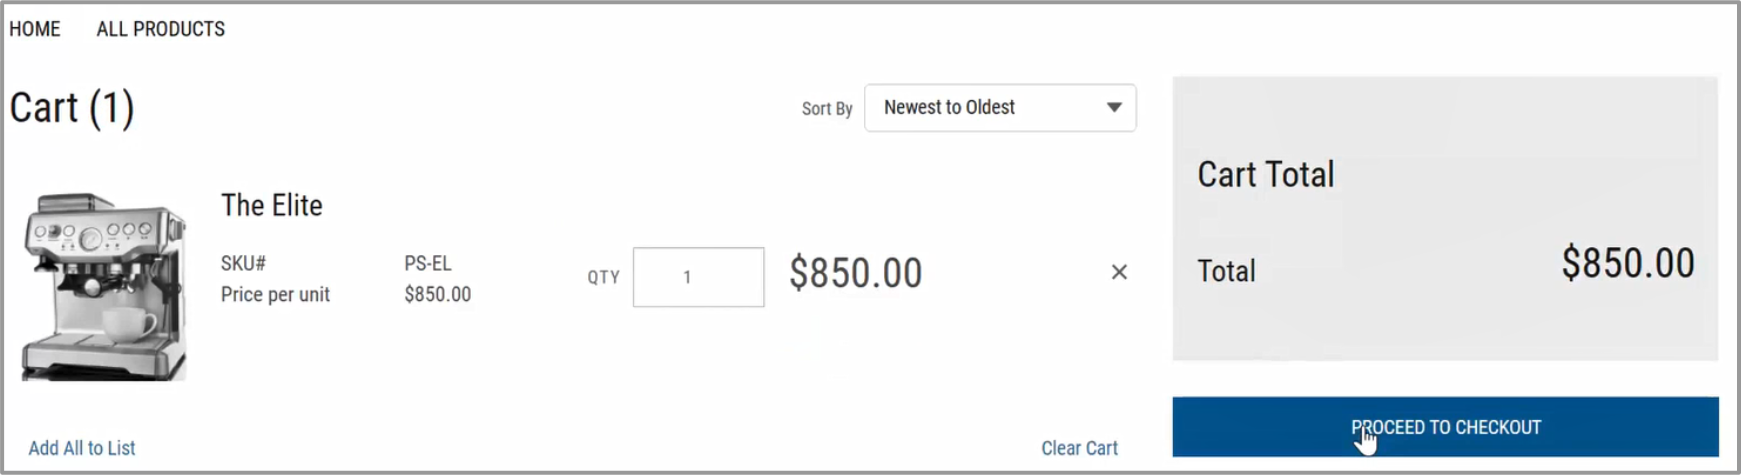 HOME ALL PRODUCTS
Cart (1)
Sort By Newest to Oldest
The Elite
SKU# PS-EL
Price per unit $850.00
QTY 1 $850.00 ×
Add All to List
Clear Cart
Cart Total
Total $850.00
PROCEED TO CHECKOUT